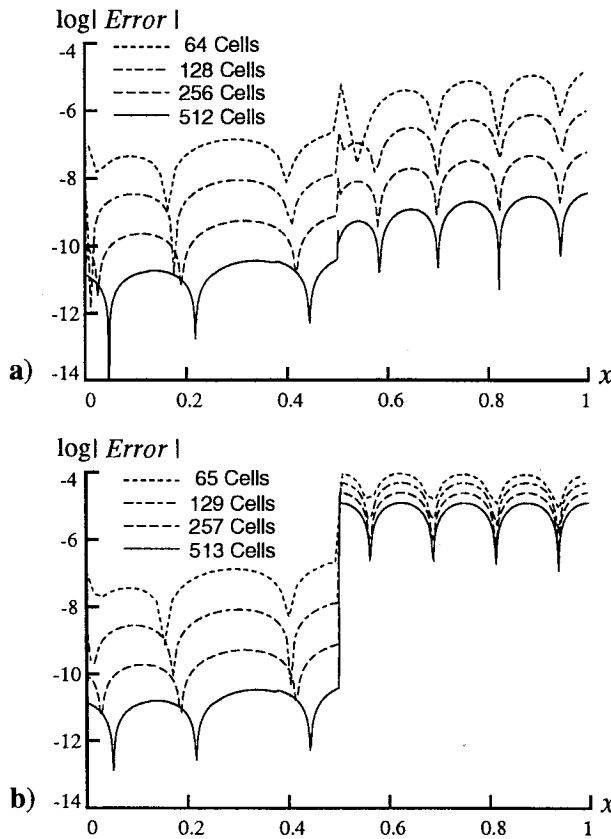 log| Error |
-4
-6
-8
-10
-12
-14
64 Cells
128 Cells
256 Cells
512 Cells
a)
0 0.2 0.4 0.6 0.8 1
x
log| Error |
-4
-6
-8
-10
-12
-14
65 Cells
129 Cells
257 Cells
513 Cells
b)
0 0.2 0.4 0.6 0.8 1
x